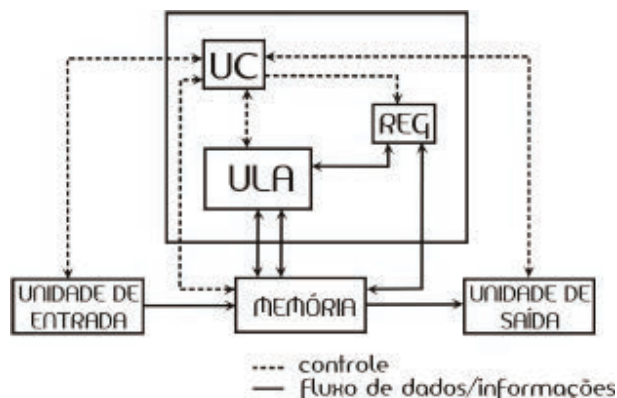 UC
REG
ULA
UNIDADE DE
ENTRADA
MEMÓRIA
UNIDADE DE
SAÍDA
controle
fluxo de dados/informações